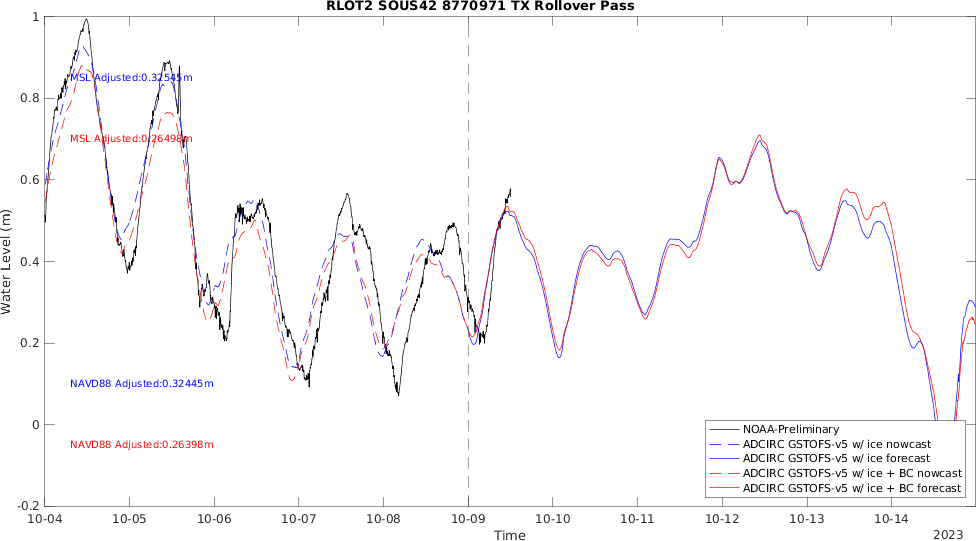 RLOT2 SOUS42 8770971 TX Rollover Pass
1
0.8
0.6
0.4
0.2
0
-0.2
Water Level (m)
MSL Adjusted:0.32545m
MSL Adjusted:0.26498m
NAVD88 Adjusted:0.32445m
NAVD88 Adjusted:0.26398m
NOAA-Preliminary
ADCIRC GSTOFS-v5 w/ ice nowcast
ADCIRC GSTOFS-v5 w/ ice forecast
ADCIRC GSTOFS-v5 w/ ice + BC nowcast
ADCIRC GSTOFS-v5 w/ ice + BC forecast
10-04 10-05 10-06 10-07 10-08 10-09 10-10 10-11 10-12 10-13 10-14
Time
2023